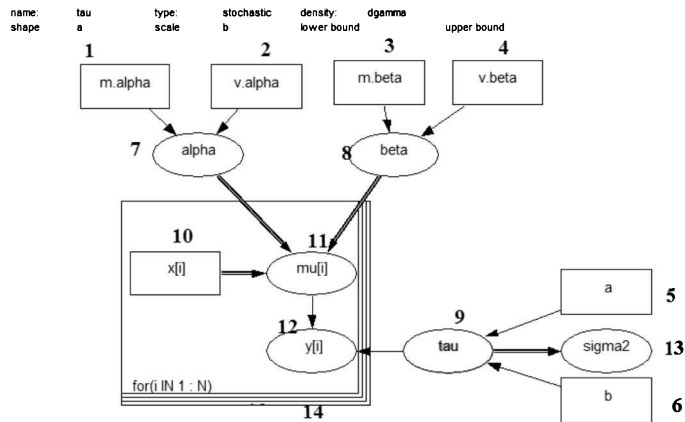 name: tau type: stochastic density: dgamma
shape a scale b lower bound upper bound
1 2 3 4
m.alpha v.alpha m.beta v.beta
7 alpha 8 beta
10 11
x[i] mu[i]
a 5
12 9
y[i] tau sigma2 13
for(i IN 1 : N)
b 6
14